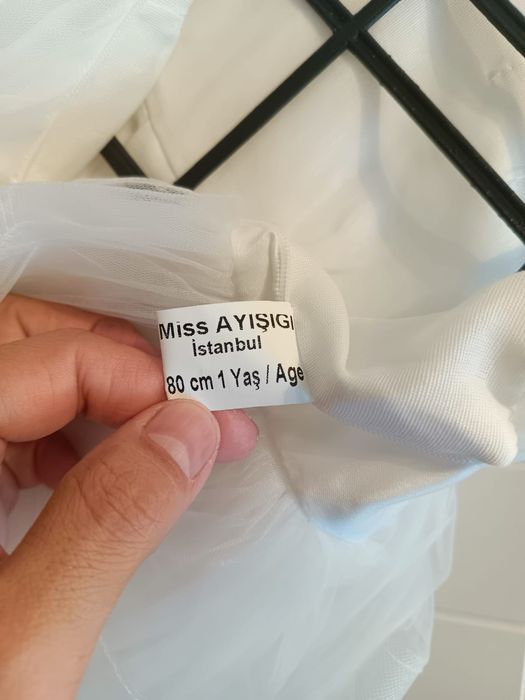 Miss AYIŞIGI
İstanbul
80 cm 1 Yaş / Age